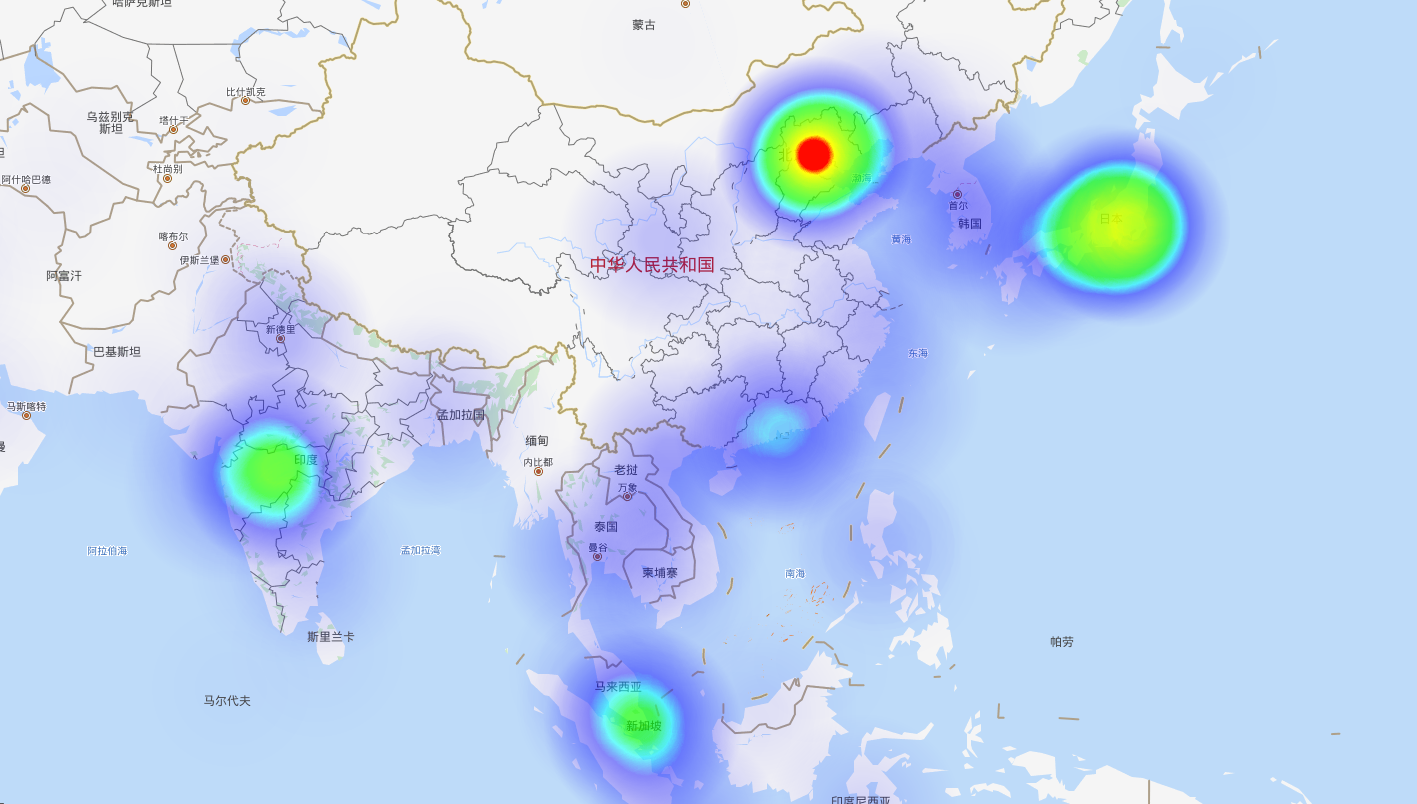 哈萨克斯坦
蒙古
比什凯克
乌兹别克
斯坦
塔什干
坦
杜尚别
阿什哈巴德
北
渤海
首尔
韩国
日本
喀布尔
黄海
伊斯兰堡
中华人民共和国
阿富汗
新德里
巴基斯坦
东海
马斯喀特
孟加拉国
缅甸
曼
印度
内比都
老挝
万象
泰国
曼谷
阿拉伯海
孟加拉湾
柬埔寨
南海
斯里兰卡
帕劳
马来西亚
马尔代夫
新加坡
印度尼西亚